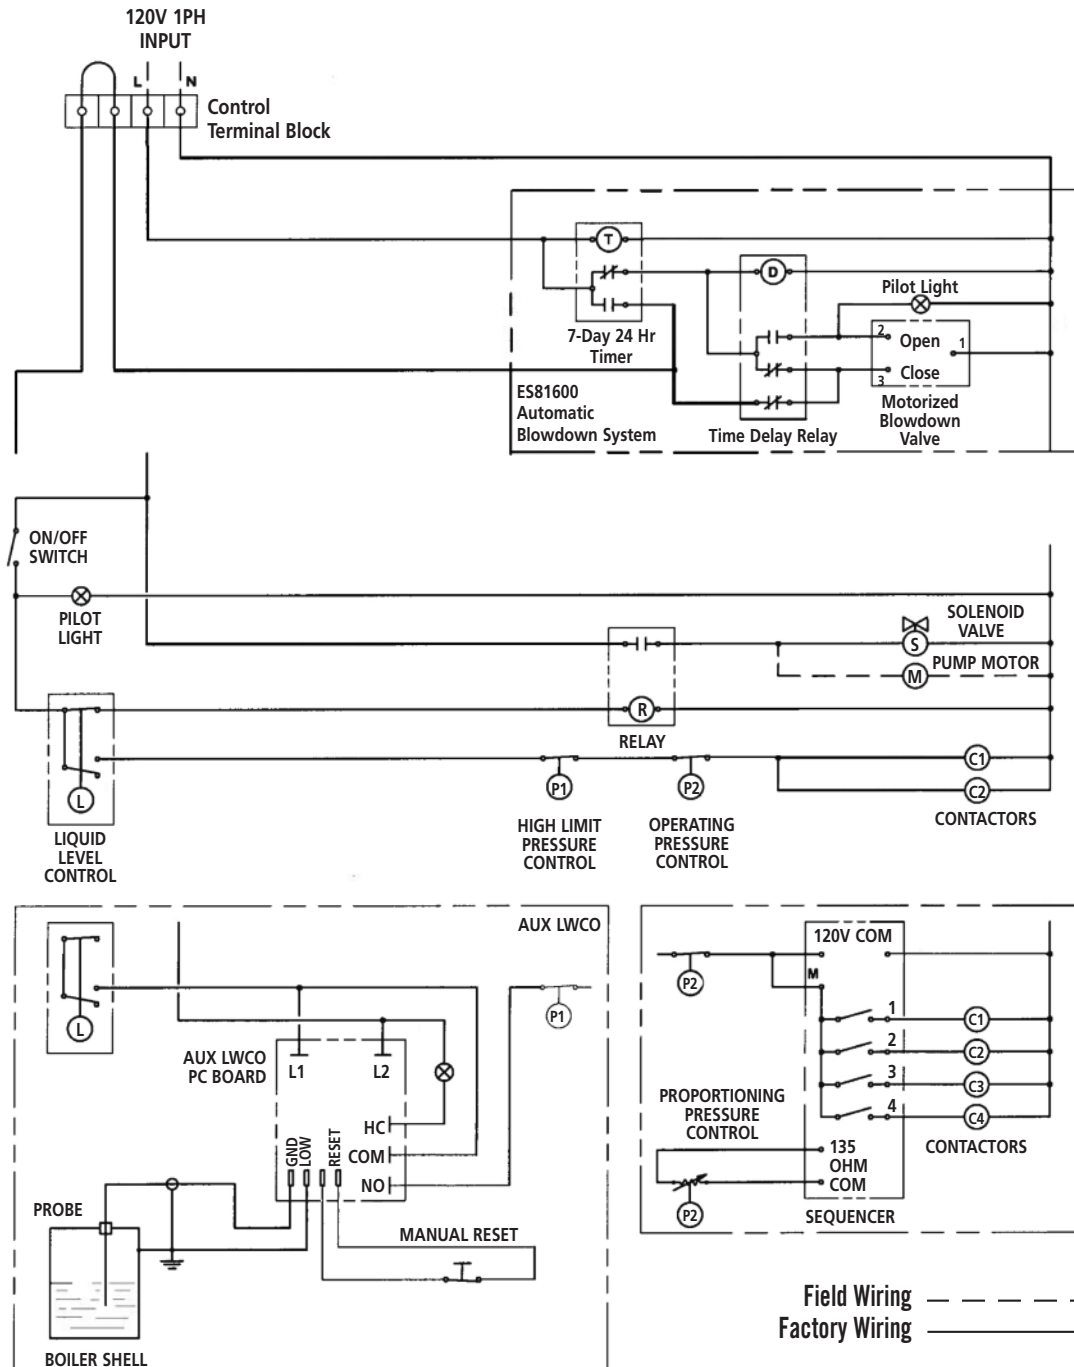 120V 1PH
INPUT
L
N
Control
Terminal Block
T
7-Day 24 Hr
Timer
D
Time Delay Relay
Pilot Light
2
Open
1
Close
3
Motorized
Blowdown
Valve
ES81600
Automatic
Blowdown System
ON/OFF
SWITCH
PILOT
LIGHT
SOLENOID
VALVE
S
PUMP MOTOR
M
R
RELAY
L
LIQUID
LEVEL
CONTROL
P1
HIGH LIMIT
PRESSURE
CONTROL
P2
OPERATING
PRESSURE
CONTROL
C1
C2
CONTACTORS
AUX LWCO
L
P1
AUX LWCO
PC BOARD
L1
L2
HC
COM
NO
GND
LOW
RESET
PROBE
MANUAL RESET
BOILER SHELL
120V COM
P2
M
1
C1
2
C2
3
C3
4
C4
CONTACTORS
PROPORTIONING
PRESSURE
CONTROL
P2
135
OHM
COM
SEQUENCER
Field Wiring
Factory Wiring